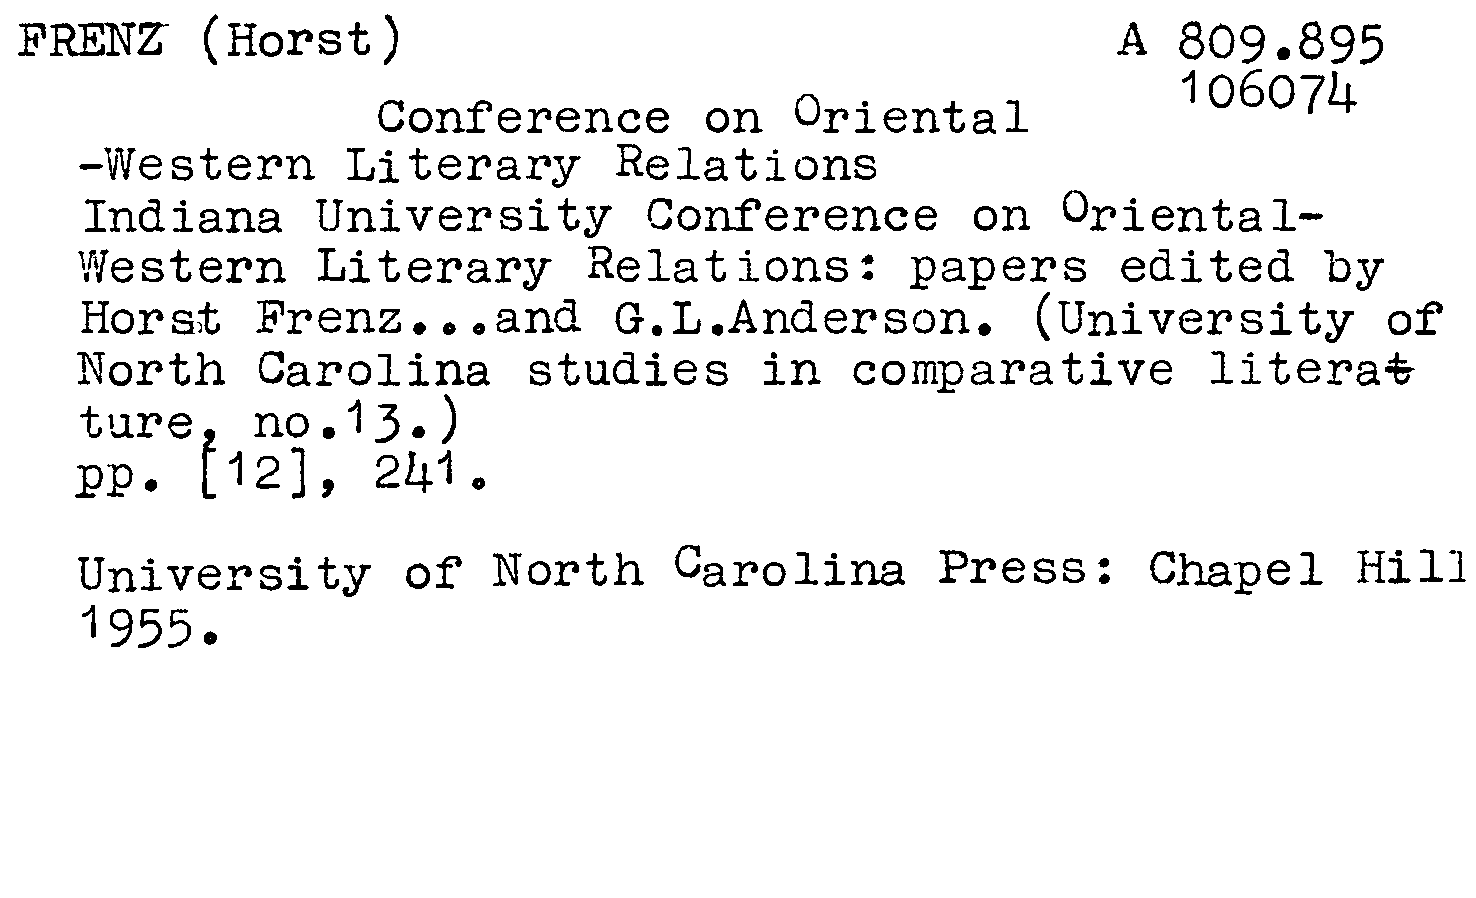 FRENZ (Horst) A 809.895
106074
Conference on Oriental
-Western Literary Relations
Indiana University Conference on Oriental-
Western Literary Relations: papers edited by
Horst Frenz...and G.L.Anderson. (University of
North Carolina studies in comparative literat
ture, no.13.)
pp. [12], 241.
University of North Carolina Press: Chapel Hill
1955.